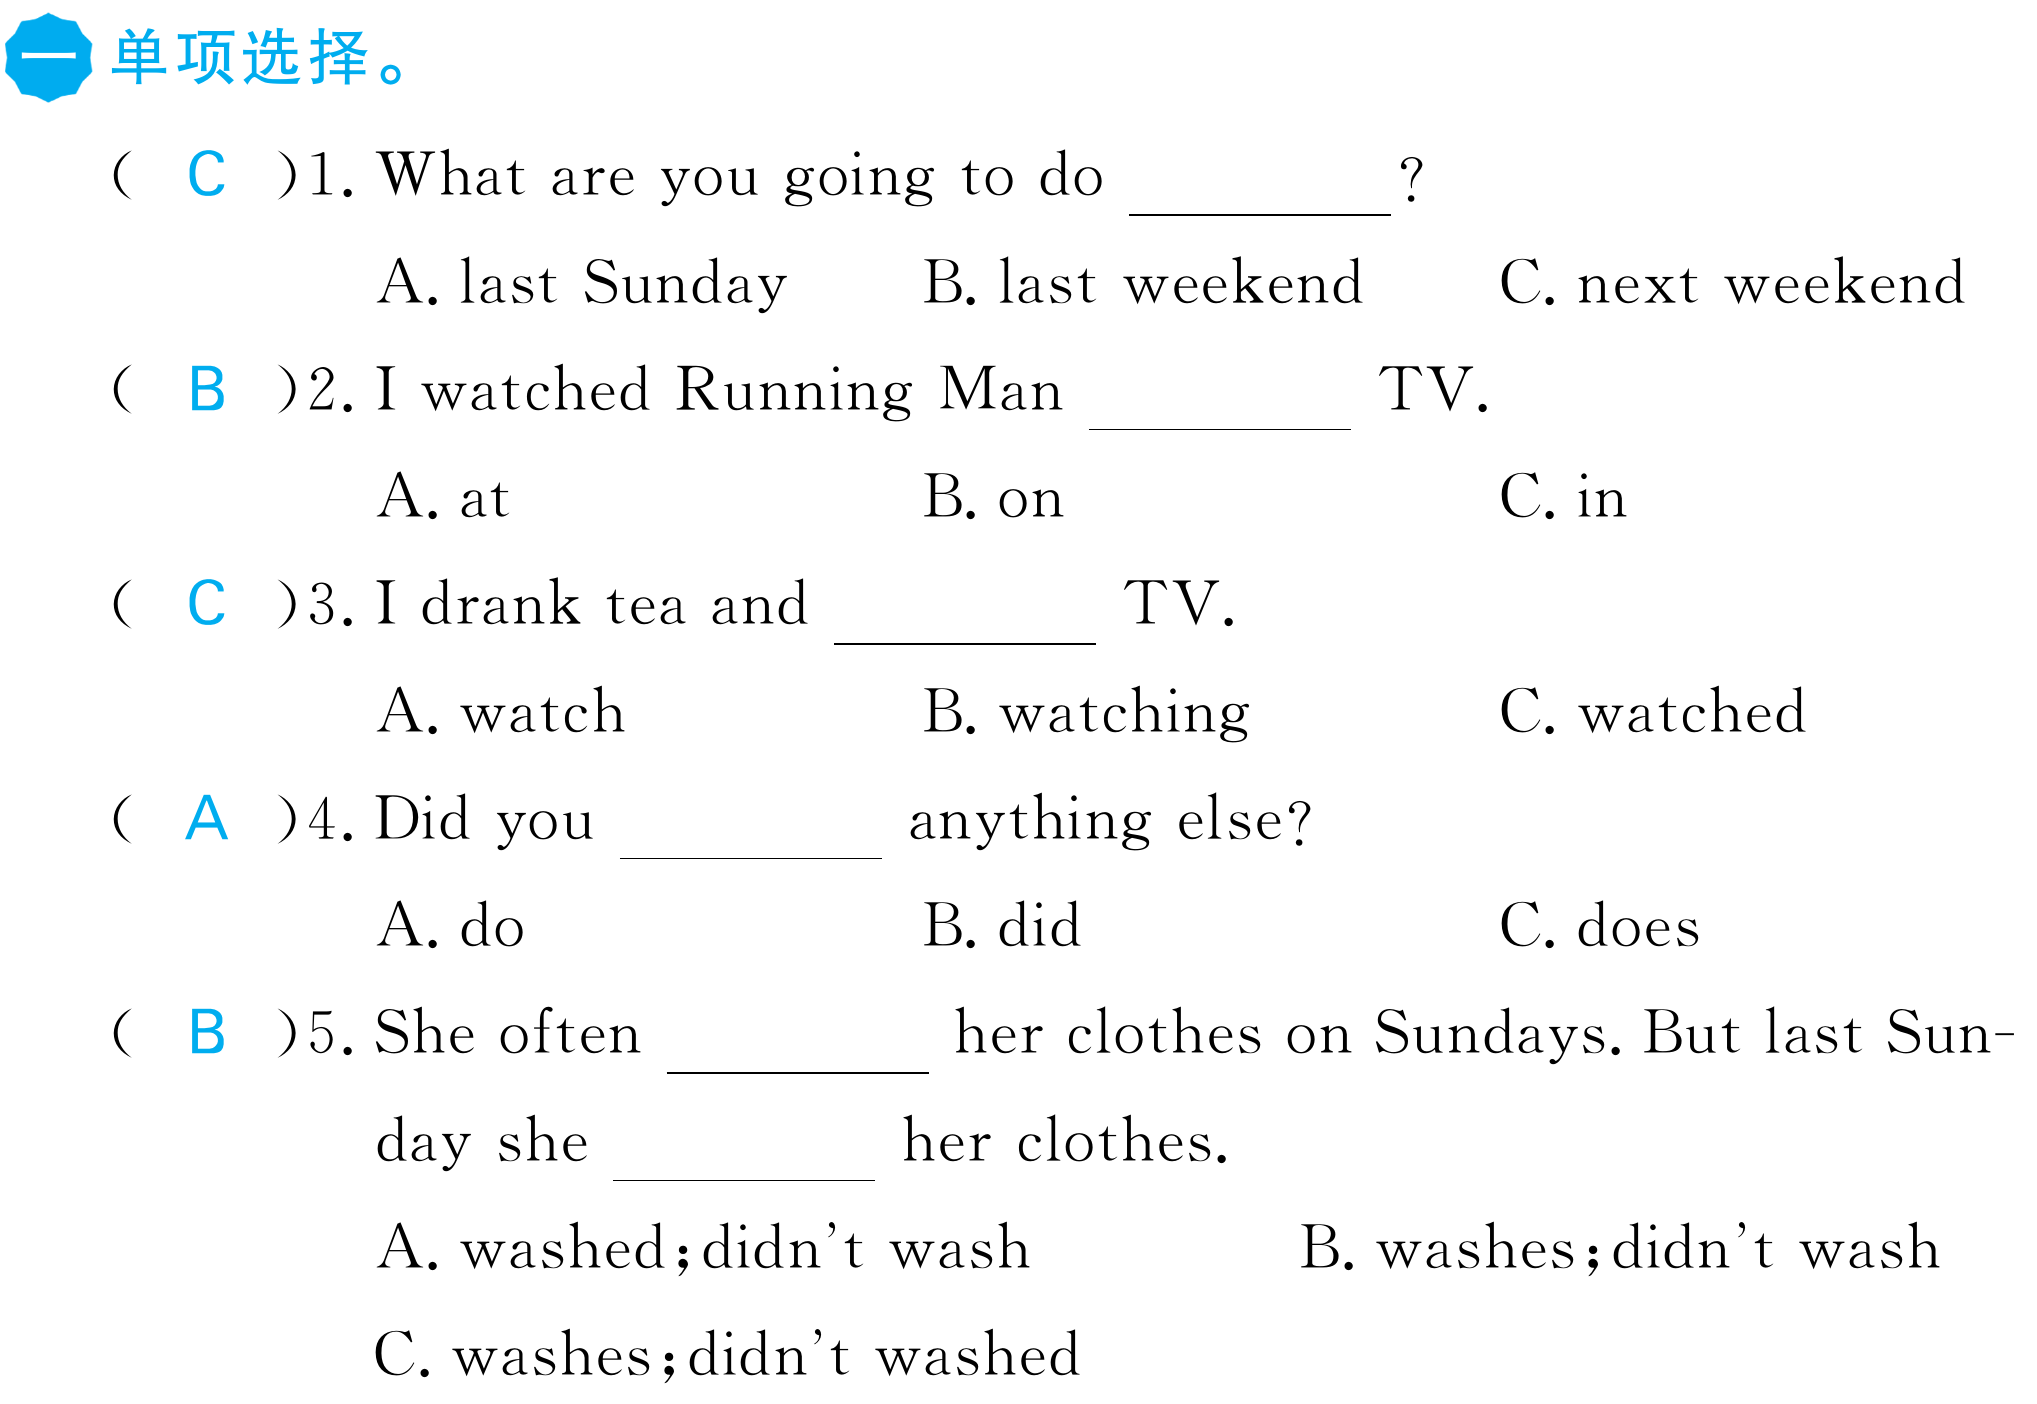 一 单项选择。
( C )1. What are you going to do ________?
A. last Sunday B. last weekend C. next weekend
( B )2. I watched Running Man ________ TV.
A. at B. on C. in
( C )3. I drank tea and ________ TV.
A. watch B. watching C. watched
( A )4. Did you ________ anything else?
A. do B. did C. does
( B )5. She often ________ her clothes on Sundays. But last Sun-
day she ________ her clothes.
A. washed;didn't wash B. washes;didn't wash
C. washes;didn't washed